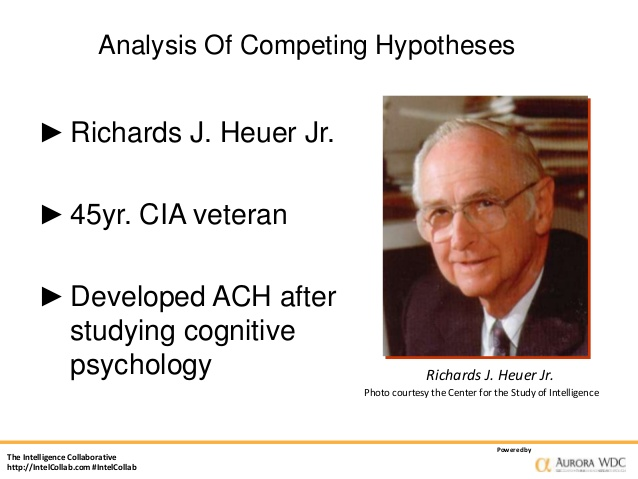 Analysis Of Competing Hypotheses
► Richards J. Heuer Jr.
► 45yr. CIA veteran
► Developed ACH after
studying cognitive
psychology
Richards J. Heuer Jr.
Photo courtesy the Center for the Study of Intelligence
The Intelligence Collaborative
http://IntelCollab.com #IntelCollab
Powered by
AURORA WDC